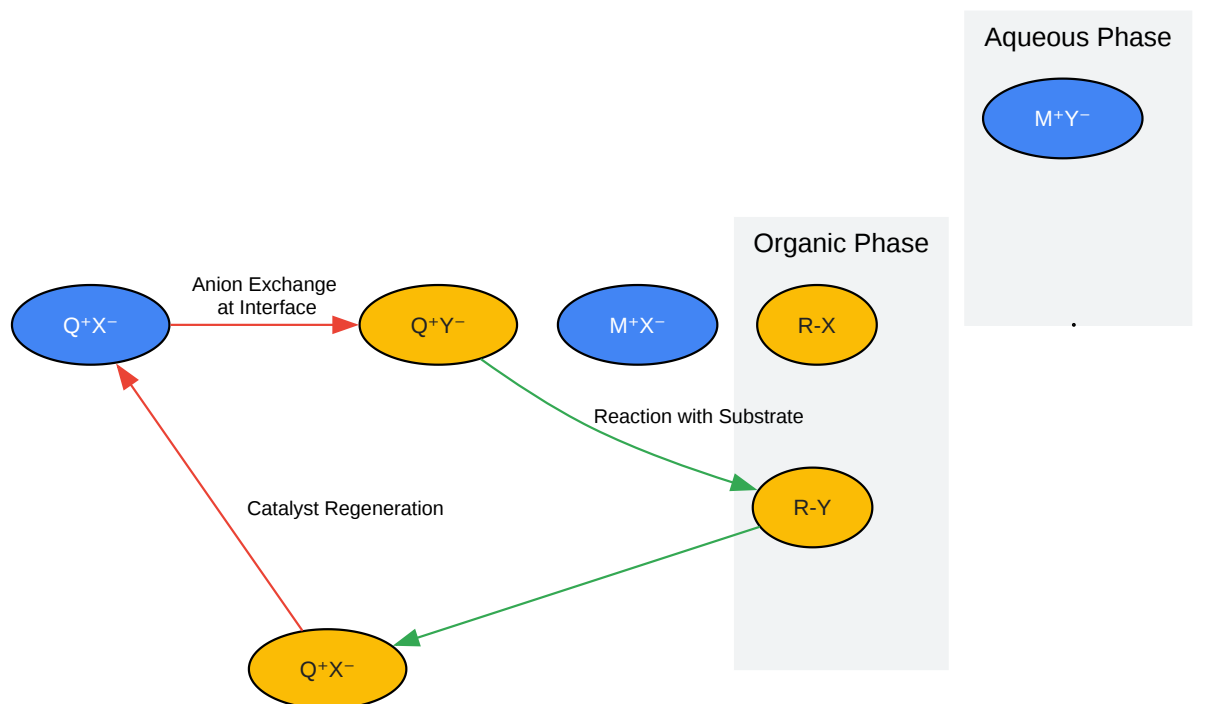 Aqueous Phase
M⁺Y⁻
Organic Phase
Anion Exchange
at Interface
Q⁺X⁻
Q⁺Y⁻
M⁺X⁻
R-X
Reaction with Substrate
R-Y
Catalyst Regeneration
Q⁺X⁻